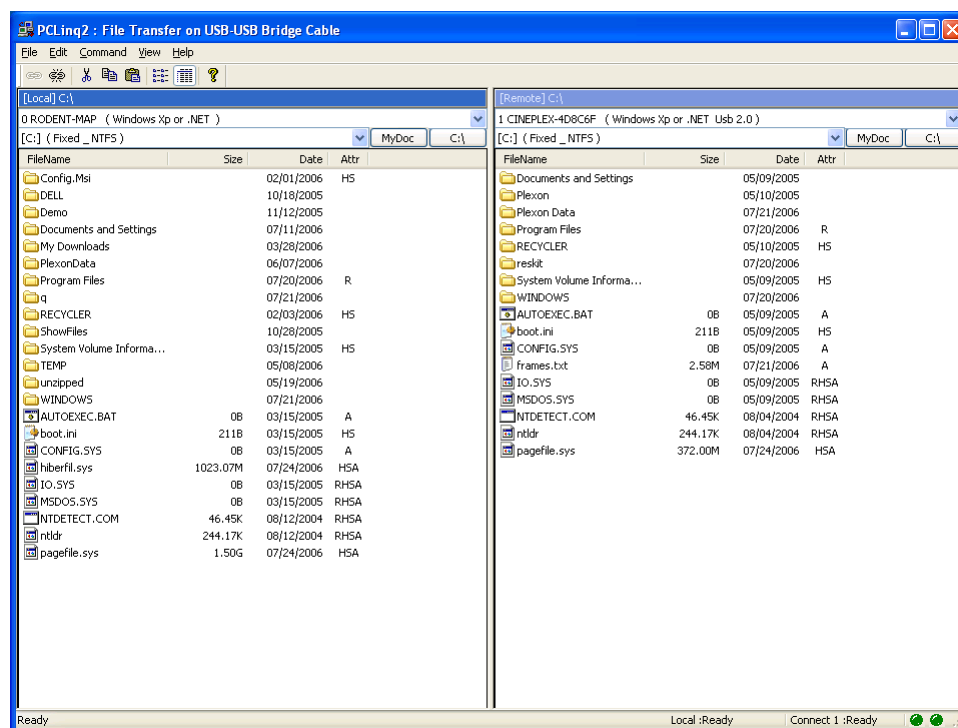 PCLinq2 : File Transfer on USB-USB Bridge Cable
File Edit Command View Help
[Local] C:\
0 RODENT-MAP ( Windows Xp or .NET )
[C:] ( Fixed _ NTFS ) MyDoc C:\
FileName Size Date Attr
Config.Msi 02/01/2006 HS
DELL 10/18/2005
Demo 11/12/2005
Documents and Settings 07/11/2006
My Downloads 03/28/2006
PlexonData 06/07/2006
Program Files 07/20/2006 R
q 07/21/2006
RECYCLER 02/03/2006 HS
ShowFiles 10/28/2005
System Volume Informa... 03/15/2005 HS
TEMP 05/08/2006
unzipped 05/19/2006
WINDOWS 07/21/2006
AUTOEXEC.BAT 0B 03/15/2005 A
boot.ini 211B 03/15/2005 HS
CONFIG.SYS 0B 03/15/2005 A
hiberfil.sys 1023.07M 07/24/2006 HSA
IO.SYS 0B 03/15/2005 RHSA
MSDOS.SYS 0B 03/15/2005 RHSA
NTDETECT.COM 46.45K 08/12/2004 RHSA
ntldr 244.17K 08/12/2004 RHSA
pagefile.sys 1.50G 07/24/2006 HSA
[Remote] C:\
1 CINEPLEX-4D8C6F ( Windows Xp or .NET Usb 2.0 )
[C:] ( Fixed _ NTFS ) MyDoc C:\
FileName Size Date Attr
Documents and Settings 05/09/2005
Plexon 05/10/2005
Plexon Data 07/21/2006
Program Files 07/20/2006 R
RECYCLER 05/10/2005 HS
reskit 07/20/2006
System Volume Informa... 05/09/2005 HS
WINDOWS 07/20/2006
AUTOEXEC.BAT 0B 05/09/2005 A
boot.ini 211B 05/09/2005 HS
CONFIG.SYS 0B 05/09/2005 A
frames.txt 2.58M 07/21/2006 A
IO.SYS 0B 05/09/2005 RHSA
MSDOS.SYS 0B 05/09/2005 RHSA
NTDETECT.COM 46.45K 08/04/2004 RHSA
ntldr 244.17K 08/04/2004 RHSA
pagefile.sys 372.00M 07/24/2006 HSA
Ready Local :Ready Connect 1 :Ready